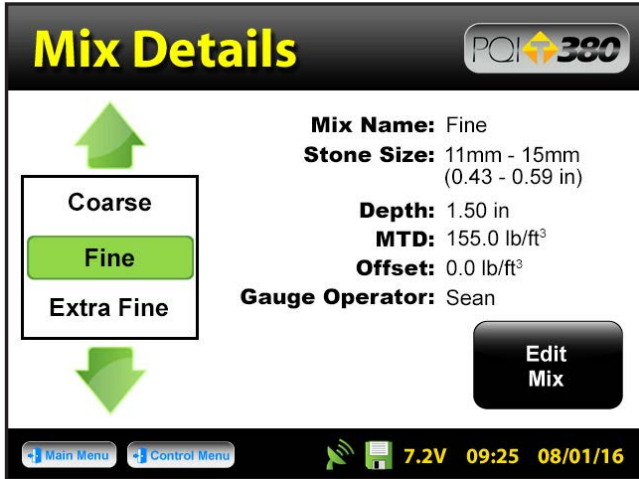 Mix Details
PQI T 380
Coarse
Fine
Extra Fine
Mix Name: Fine
Stone Size: 11mm - 15mm
(0.43 - 0.59 in)
Depth: 1.50 in
MTD: 155.0 lb/ft³
Offset: 0.0 lb/ft³
Gauge Operator: Sean
Edit
Mix
Main Menu Control Menu 7.2V 09:25 08/01/16